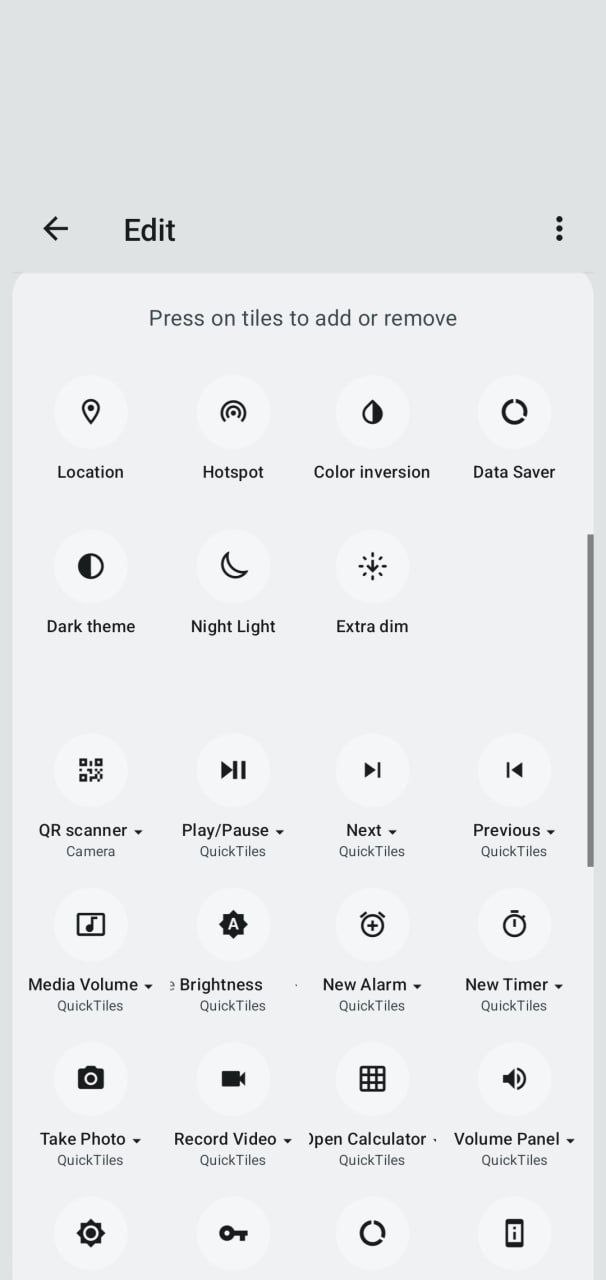 Edit
Press on tiles to add or remove
Location
Hotspot
Color inversion
Data Saver
Dark theme
Night Light
Extra dim
QR scanner
Camera
Play/Pause
QuickTiles
Next
QuickTiles
Previous
QuickTiles
Media Volume
QuickTiles
Brightness
QuickTiles
New Alarm
QuickTiles
New Timer
QuickTiles
Take Photo
QuickTiles
Record Video
QuickTiles
Open Calculator
QuickTiles
Volume Panel
QuickTiles